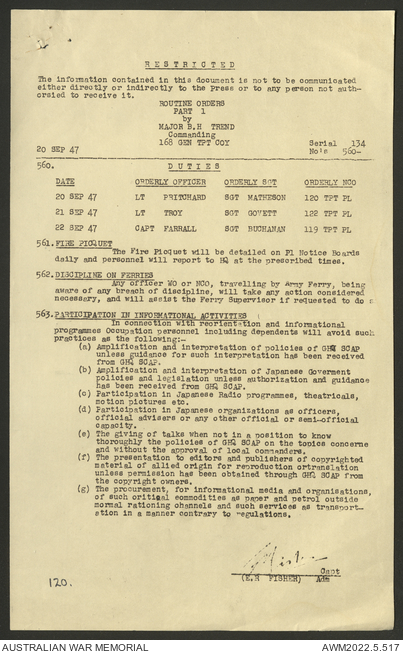 R E S T R I C T E D
The information contained in this document is not to be communicated
either directly or indirectly to the Press or to any person not auth-
orsied to receive it.
ROUTINE ORDERS
PART 1
by
MAJOR B.H TREND
Commanding
168 GEN TPT COY
Serial 134
20 SEP 47
No's 560-
560. D U T I E S
DATE ORDERLY OFFICER ORDERLY SGT ORDERLY NCO
20 SEP 47 LT PRITCHARD SGT MATHESON 120 TPT PL
21 SEP 47 LT TROY SGT GOVETT 122 TPT PL
22 SEP 47 CAPT FARRALL SGT BUCHANAN 119 TPT PL
561. FIRE PICQUET
The Fire Picquet will be detailed on Pl Notice Boards
daily and personnel will report to HQ at the prescribed times.
562. DISCIPLINE ON FERRIES
Any officer WO or NCO, travelling by Army Ferry, being
aware of any breach of discipline, will take any action considered
necessary, and will assist the Ferry Supervisor if requested to do
563. PARTICIPATION IN INFORMATIONAL ACTIVITIES
In connection with reorientation and informational
programmes Occupation personnel including dependents will avoid such
practices as the following:-
(a) Amplification and interpretation of policies of GHQ SCAP
unless guidance for such interpretation has been received
from GHQ SCAP.
(b) Amplification and interpretation of Japanese Goverment
policies and legislation unless authorization and guidance
has been received from GHQ SCAP.
(c) Participation in Japanese Radio programmes, theatricals,
motion pictures etc.
(d) Participation in Japanese organizations as officers,
official advisers or any other official or semi-official
capacity.
(e) The giving of talks when not in a position to know
thoroughly the policies of GHQ SCAP on the topics concerne
and without the approval of local commanders.
(f) The presentation to editors and publishers of copyrighted
material of allied origin for reproduction ortranslation
unless permission has been obtained through GHQ SCAP from
the copyright owners.
(g) The procurement, for informational media and organisations,
of such critical commodities as paper and petrol outside
normal rationing channels and such services as transport-
ation in a manner contrary to regulations.
Capt
(E.H FISHER) Adm
120.
AUSTRALIAN WAR MEMORIAL
AWM2022.5.517